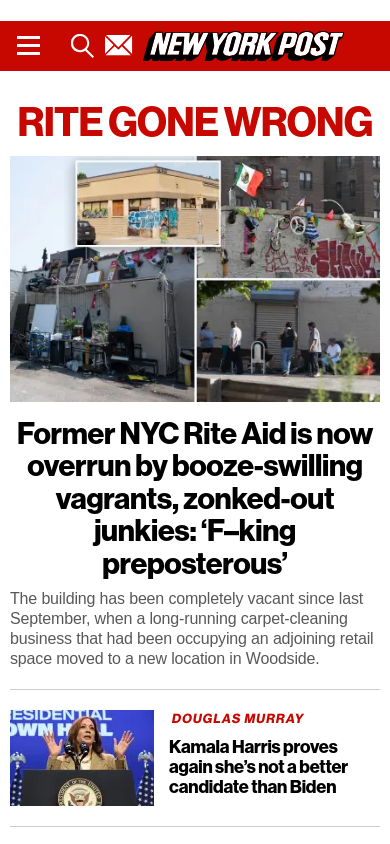 NEW YORK POST
RITE GONE WRONG
Former NYC Rite Aid is now
overrun by booze-swilling
vagrants, zonked-out
junkies: ‘F–king
preposterous’
The building has been completely vacant since last
September, when a long-running carpet-cleaning
business that had been occupying an adjoining retail
space moved to a new location in Woodside.
ESIDENTIAL
OWN HALL
DOUGLAS MURRAY
Kamala Harris proves
again she’s not a better
candidate than Biden